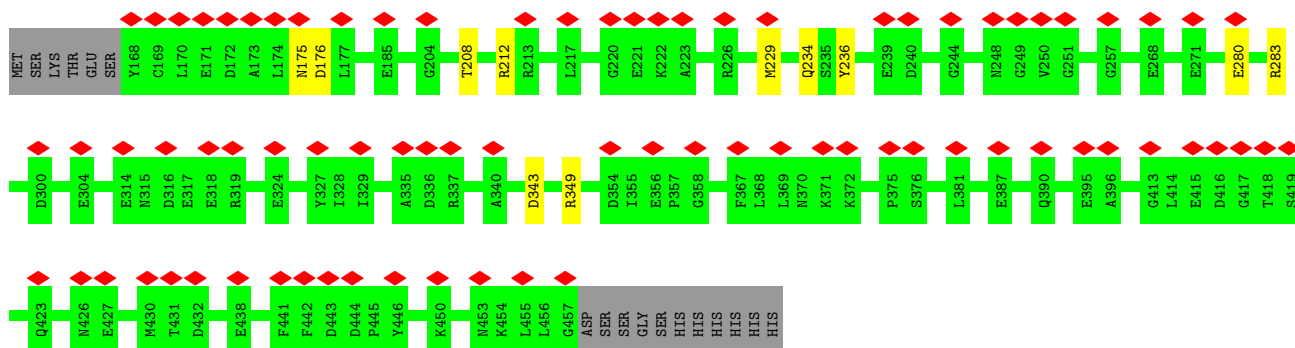 MET SER LYS THR GLU SER Y168 C169 L170 E171 D172 A173 L174 N175 D176 L177 E185 G204 T208 R212 R213 L217 G220 E221 K222 A223 R226 M229 Q234 S235 Y236 E239 D240 G244 N248 G249 V250 G251 G257 E268 E271 E280 R283
D300 E304 E314 N315 D316 E317 E318 R319 E324 Y327 I328 I329 A335 D336 R337 A340 D343 R349 D354 I355 E356 P357 G358 F367 L368 L369 N370 K371 K372 P375 S376 L381 E387 Q390 E395 A396 G413 L414 E415 D416 G417 T418 S419
Q423 N426 E427 M430 T431 D432 E438 F441 F442 D443 D444 P445 Y446 K450 N453 K454 L455 L456 G457 ASP SER SER GLY SER HIS HIS HIS HIS HIS HIS